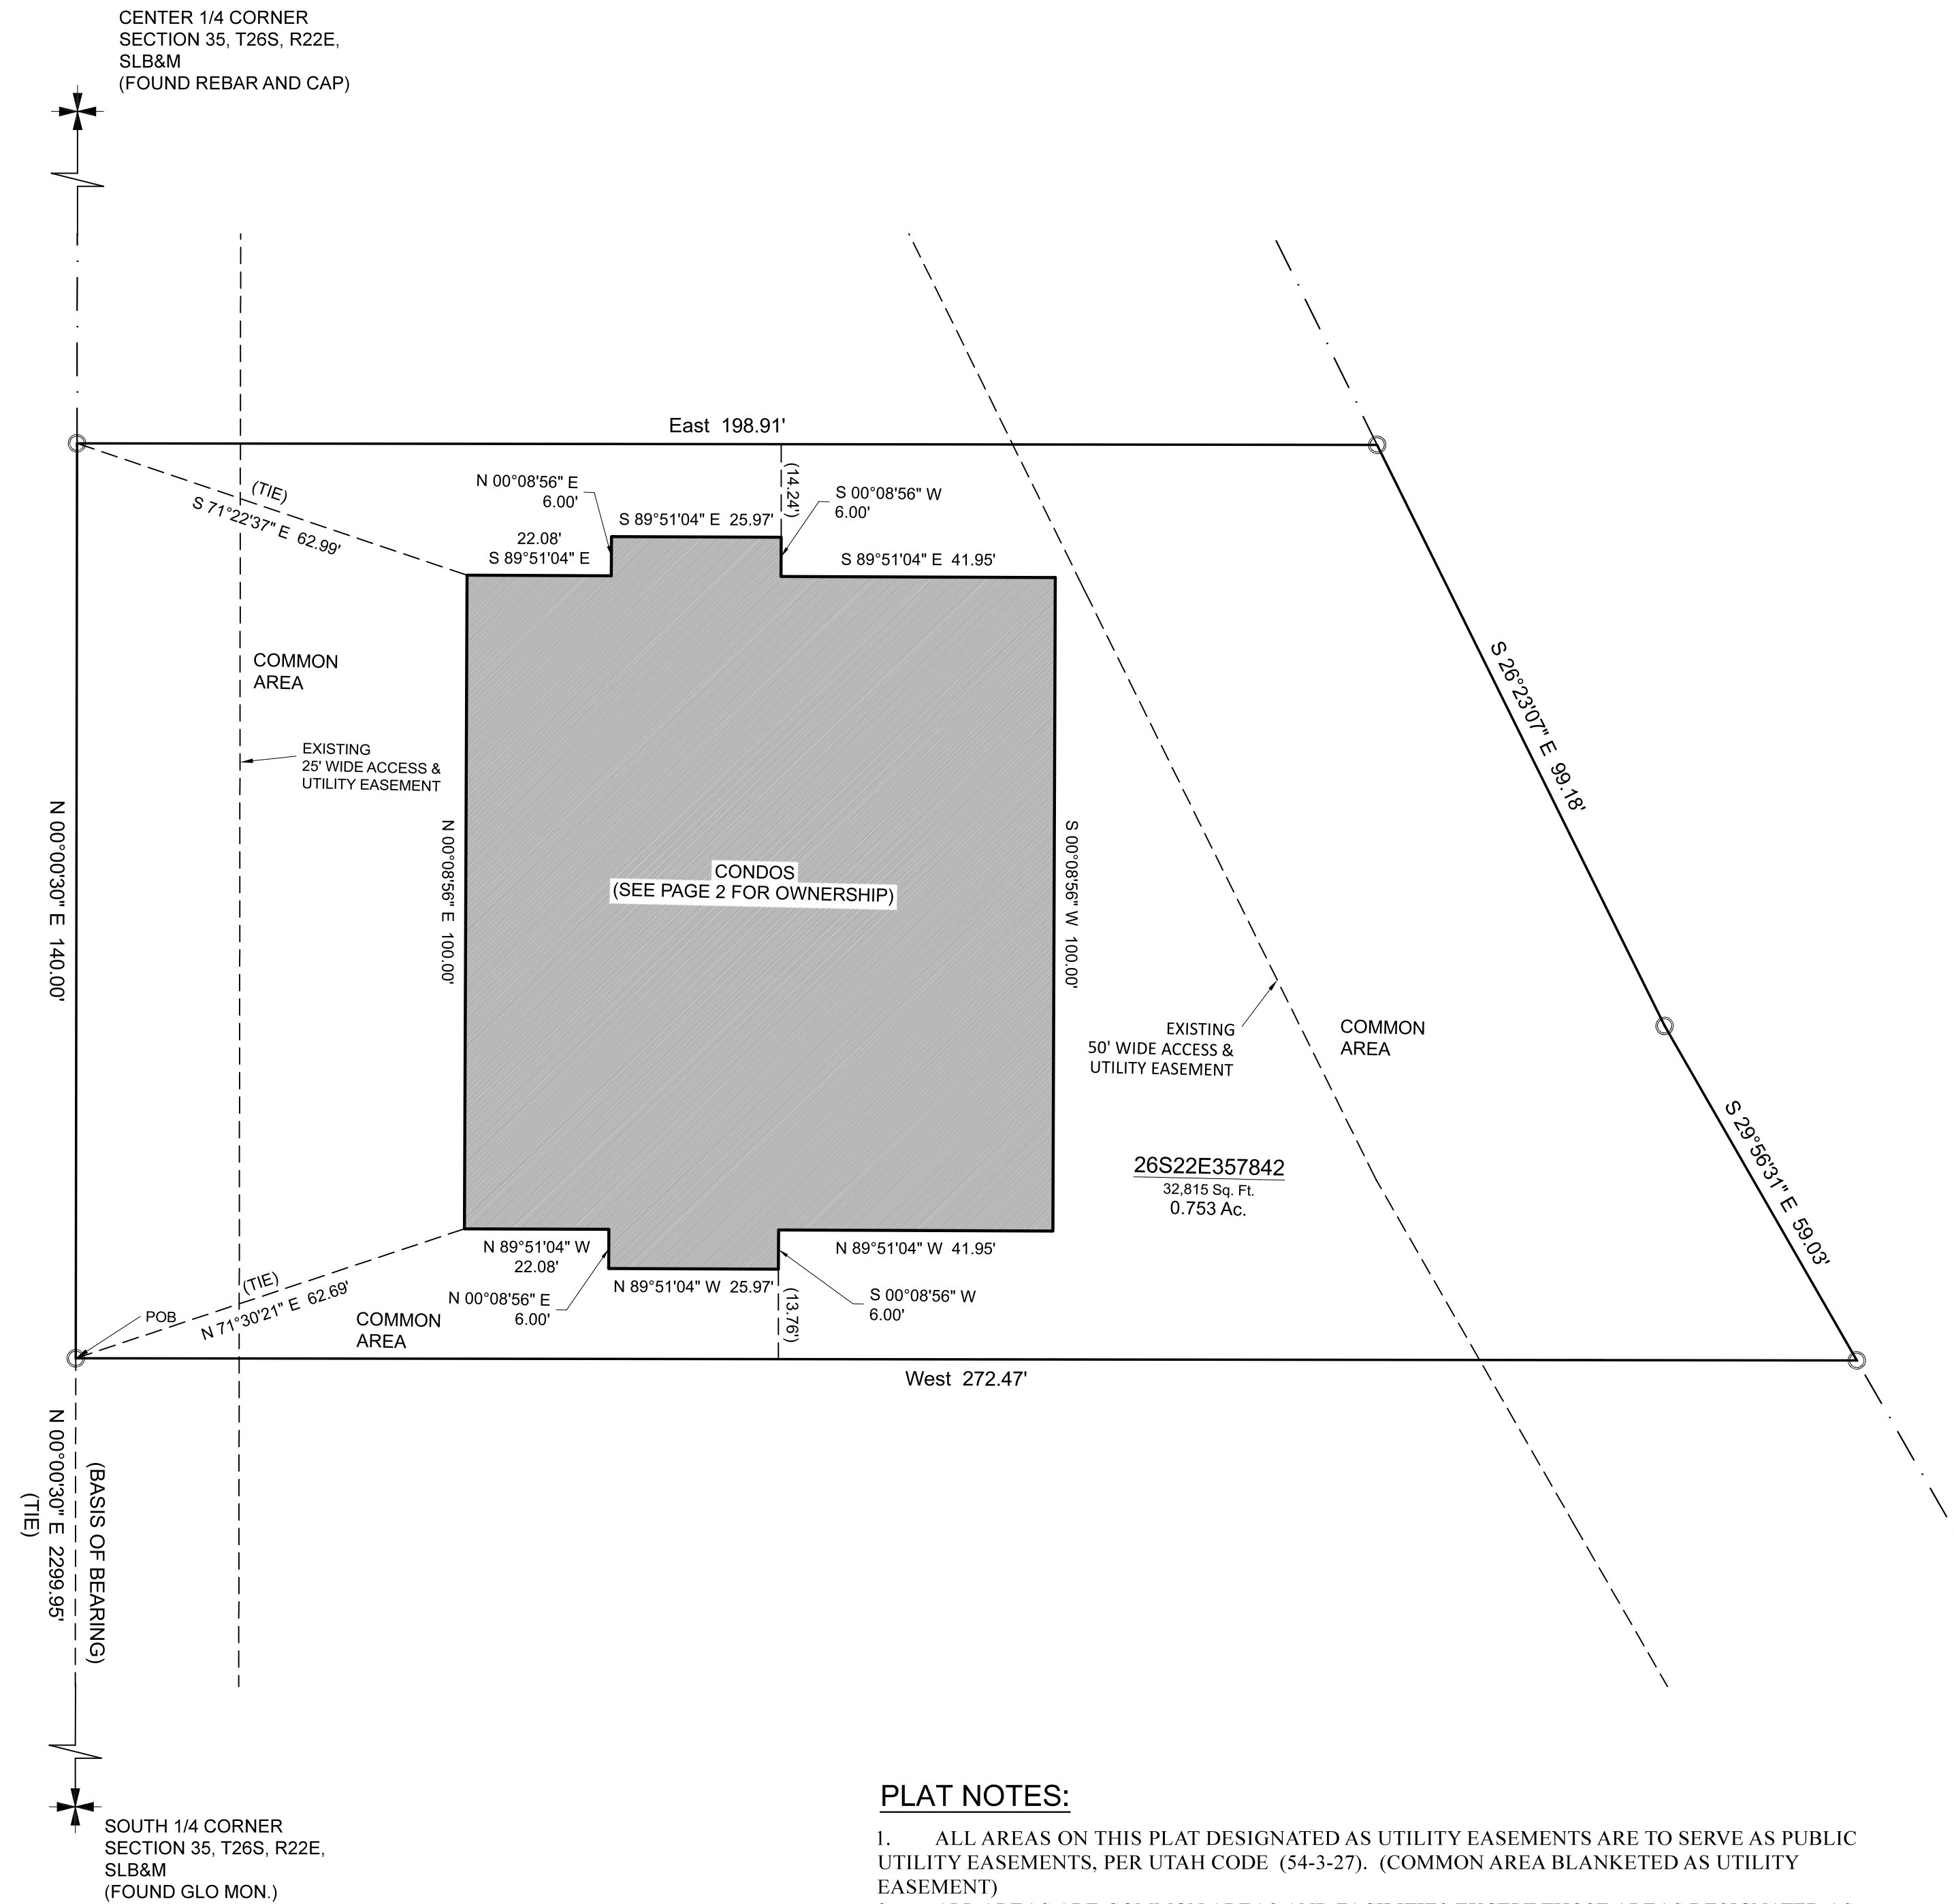 CENTER 1/4 CORNER
SECTION 35, T26S, R22E,
SLB&M
(FOUND REBAR AND CAP)
East 198.91'
(TIE)
S 71°22'37" E 62.99'
N 00°08'56" E
6.00'
S 89°51'04" E 25.97'
(14.24')
S 00°08'56" W
6.00'
22.08'
S 89°51'04" E
S 89°51'04" E 41.95'
COMMON
AREA
EXISTING
25' WIDE ACCESS &
UTILITY EASEMENT
N 00°00'30" E 140.00'
N 00°08'56" E 100.00'
CONDOS
(SEE PAGE 2 FOR OWNERSHIP)
S 00°08'56" W 100.00'
S 26°23'07" E 99.18'
EXISTING
50' WIDE ACCESS &
UTILITY EASEMENT
COMMON
AREA
S 29°56'31" E 59.03'
26S22E357842
32,815 Sq. Ft.
0.753 Ac.
N 89°51'04" W
22.08'
N 89°51'04" W 41.95'
N 00°08'56" E
6.00'
N 89°51'04" W 25.97'
(13.76')
S 00°08'56" W
6.00'
(TIE)
N 71°30'21" E 62.69'
POB
COMMON
AREA
West 272.47'
(BASIS OF BEARING)
N 00°00'30" E 2299.95'
(TIE)
SOUTH 1/4 CORNER
SECTION 35, T26S, R22E,
SLB&M
(FOUND GLO MON.)
PLAT NOTES:
1. ALL AREAS ON THIS PLAT DESIGNATED AS UTILITY EASEMENTS ARE TO SERVE AS PUBLIC
UTILITY EASEMENTS, PER UTAH CODE (54-3-27). (COMMON AREA BLANKETED AS UTILITY
EASEMENT)